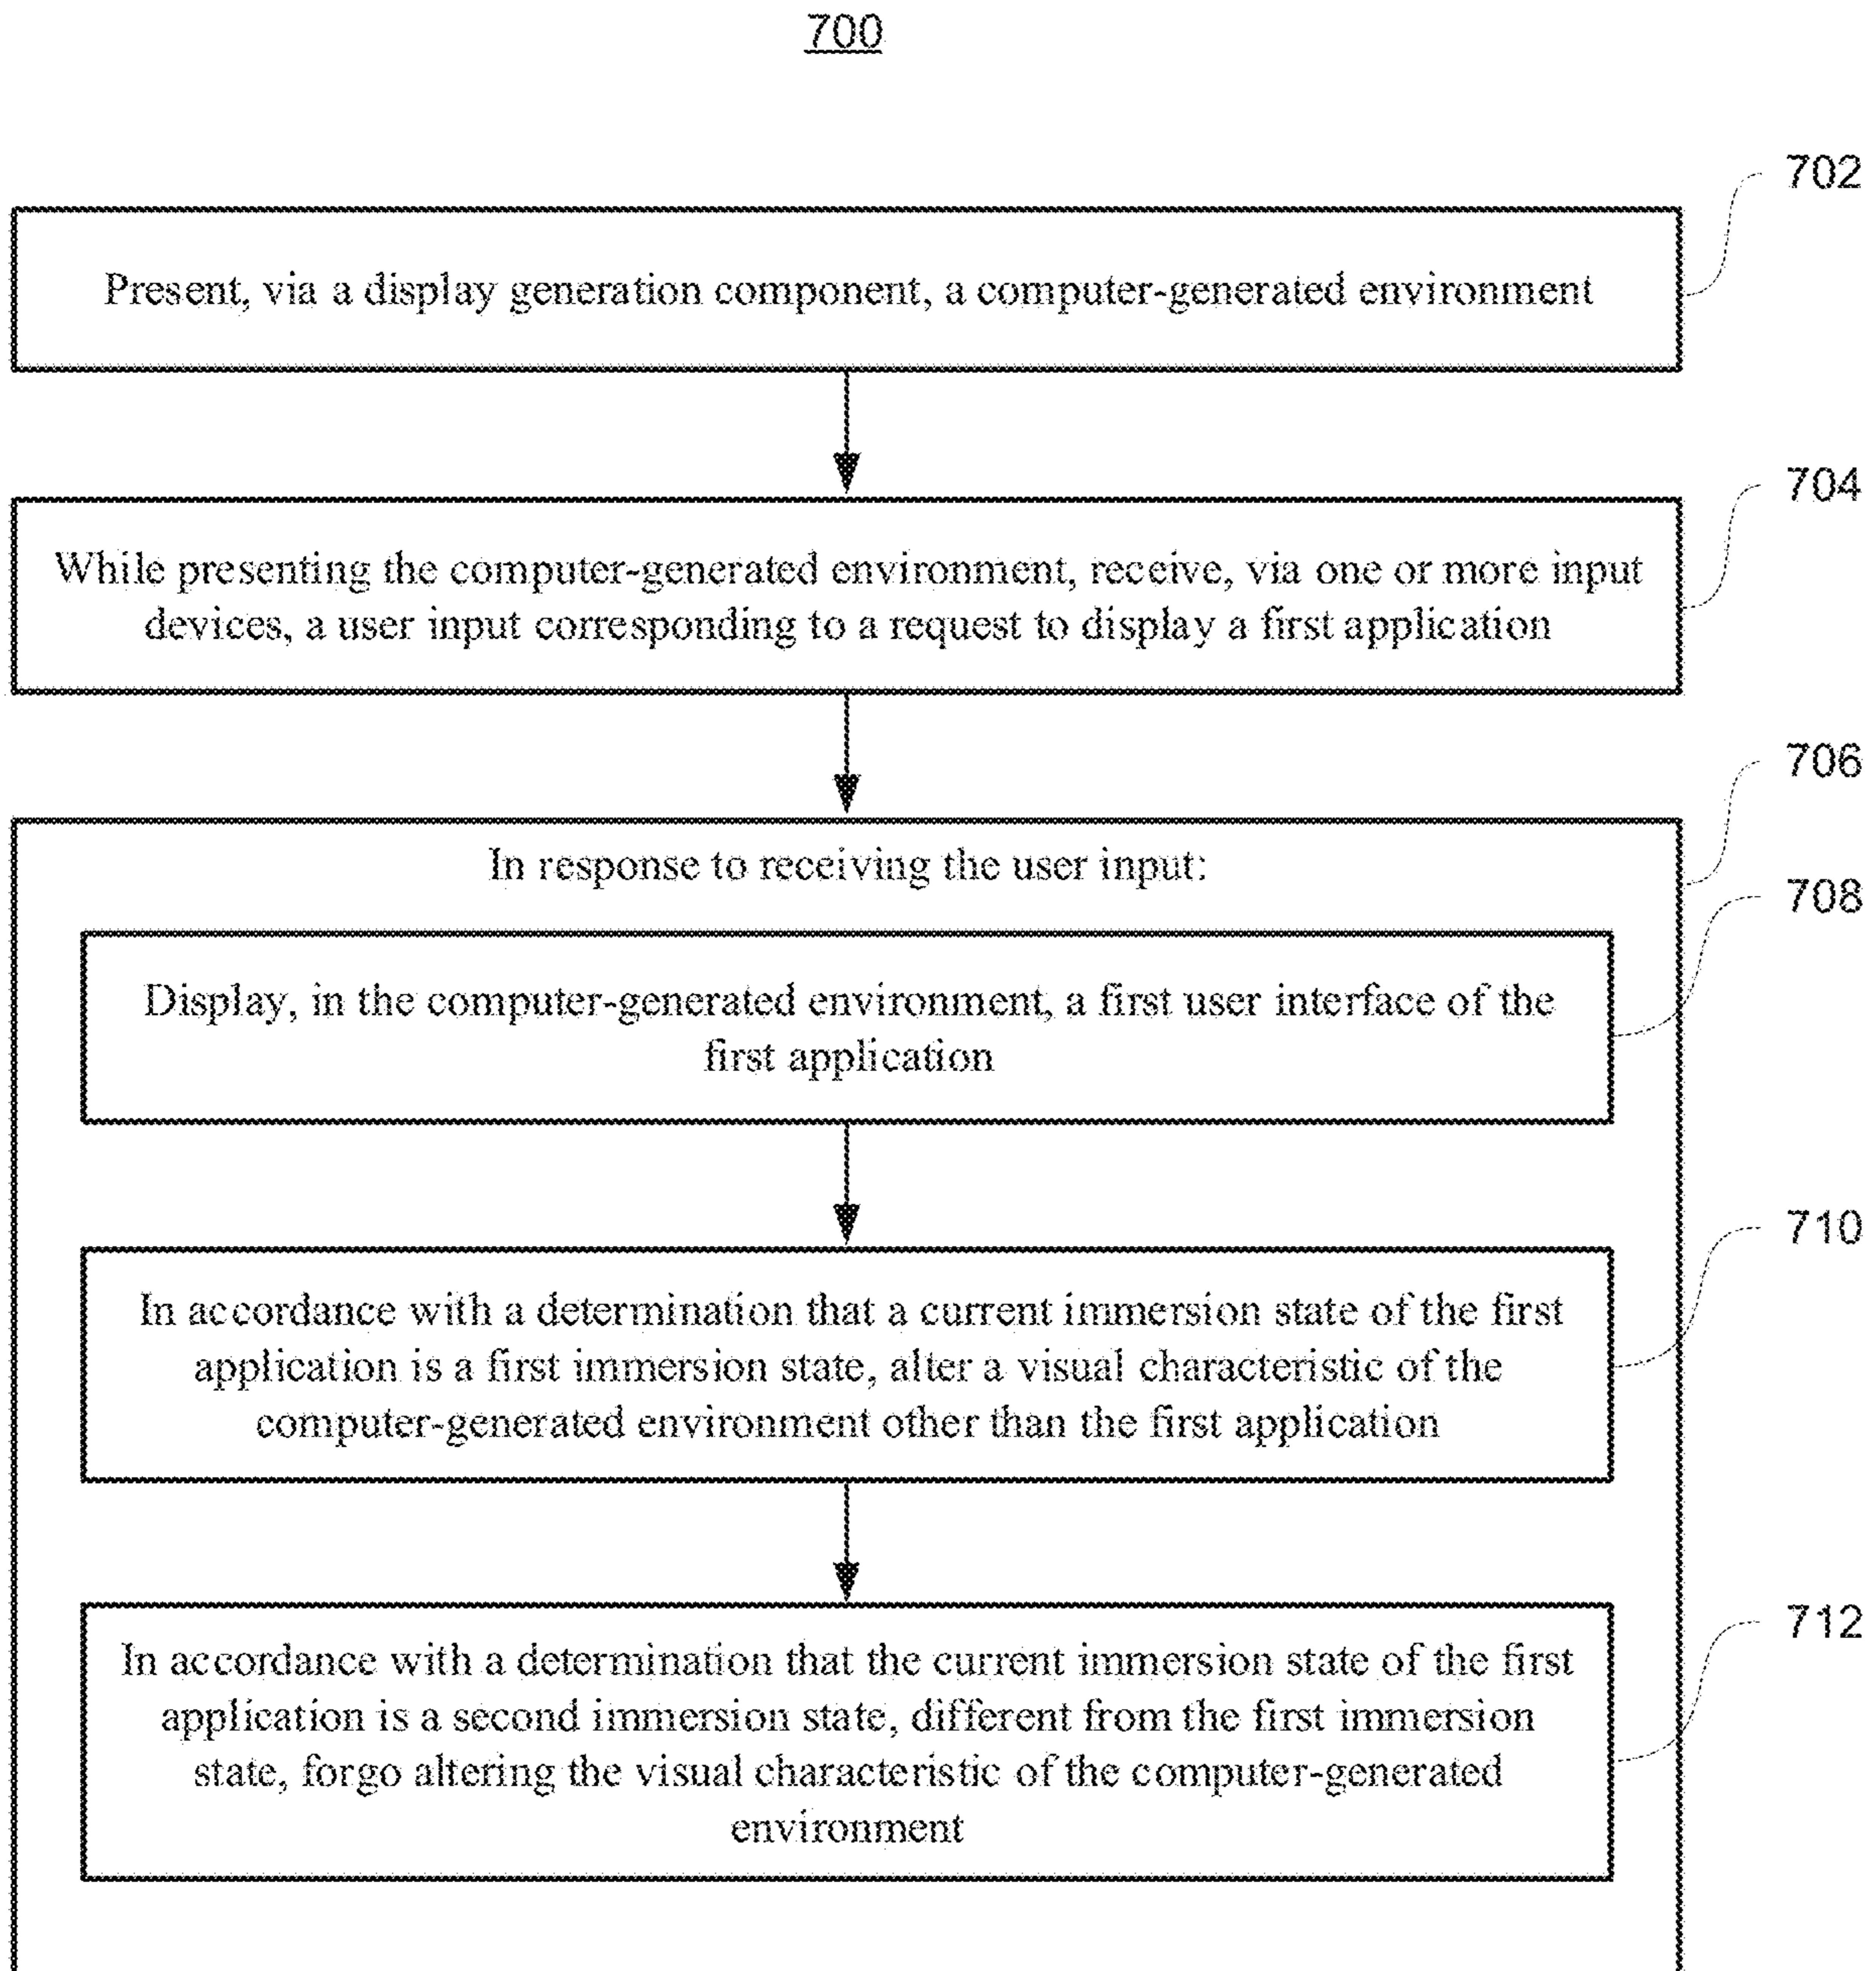 700
702
Present, via a display generation component, a computer-generated environment
704
While presenting the computer-generated environment, receive, via one or more input
devices, a user input corresponding to a request to display a first application
706
In response to receiving the user input:
708
Display, in the computer-generated environment, a first user interface of the
first application
710
In accordance with a determination that a current immersion state of the first
application is a first immersion state, alter a visual characteristic of the
computer-generated environment other than the first application
712
In accordance with a determination that the current immersion state of the first
application is a second immersion state, different from the first immersion
state, forgo altering the visual characteristic of the computer-generated
environment